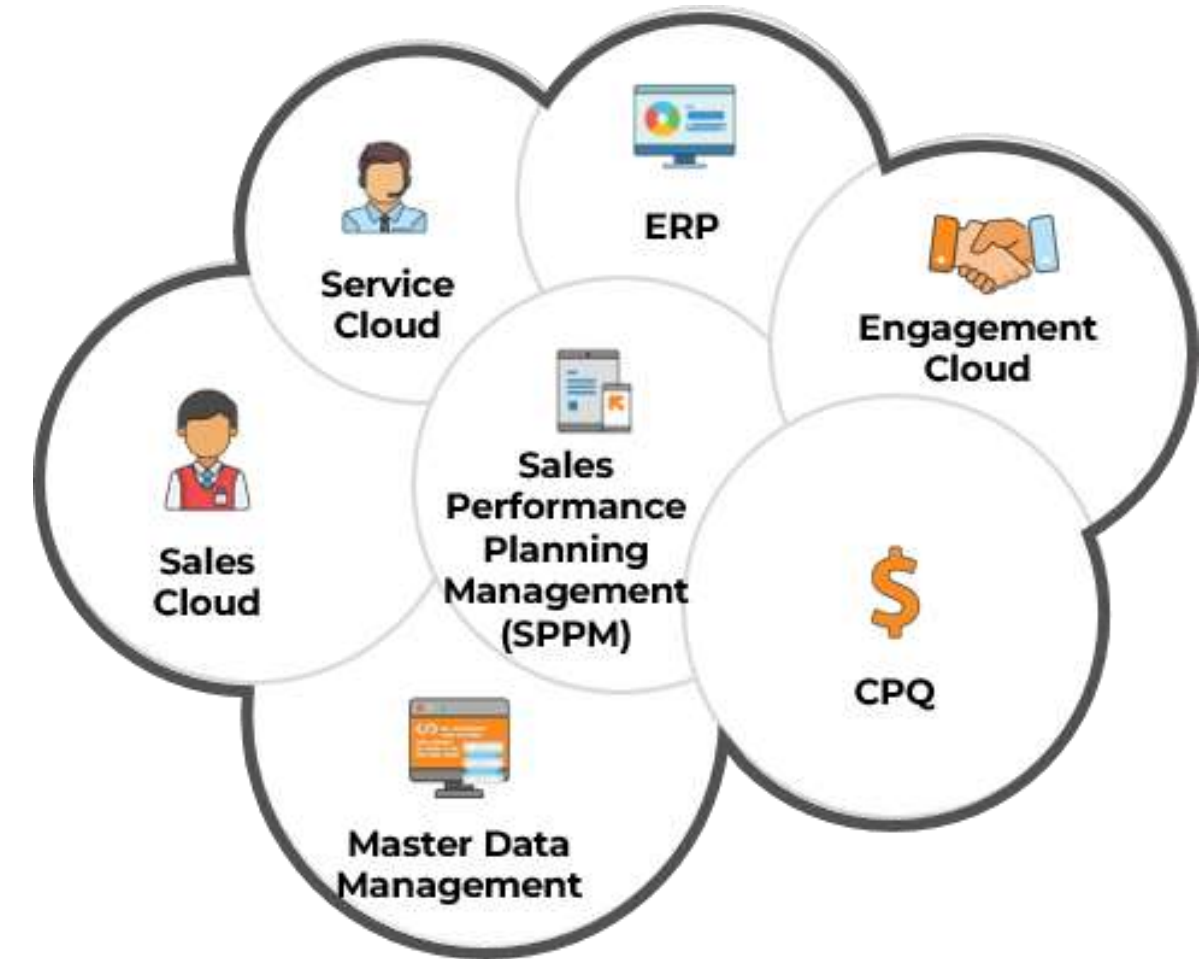 ERP
Service
Cloud
Engagement
Cloud
Sales
Performance
Planning
Management
(SPPM)
Sales
Cloud
CPQ
Master Data
Management